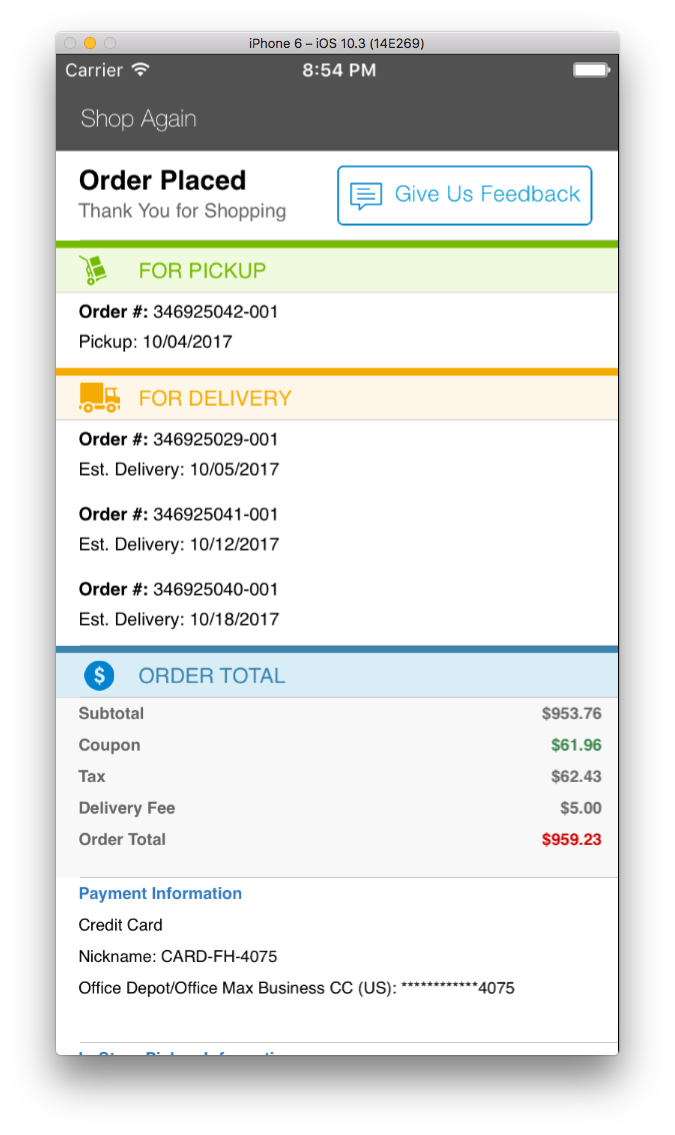 iPhone 6 – iOS 10.3 (14E269)
Carrier 8:54 PM
Shop Again
Order Placed
Thank You for Shopping
Give Us Feedback
FOR PICKUP
Order #: 346925042-001
Pickup: 10/04/2017
FOR DELIVERY
Order #: 346925029-001
Est. Delivery: 10/05/2017
Order #: 346925041-001
Est. Delivery: 10/12/2017
Order #: 346925040-001
Est. Delivery: 10/18/2017
$ ORDER TOTAL
Subtotal $953.76
Coupon $61.96
Tax $62.43
Delivery Fee $5.00
Order Total $959.23
Payment Information
Credit Card
Nickname: CARD-FH-4075
Office Depot/Office Max Business CC (US): ************4075